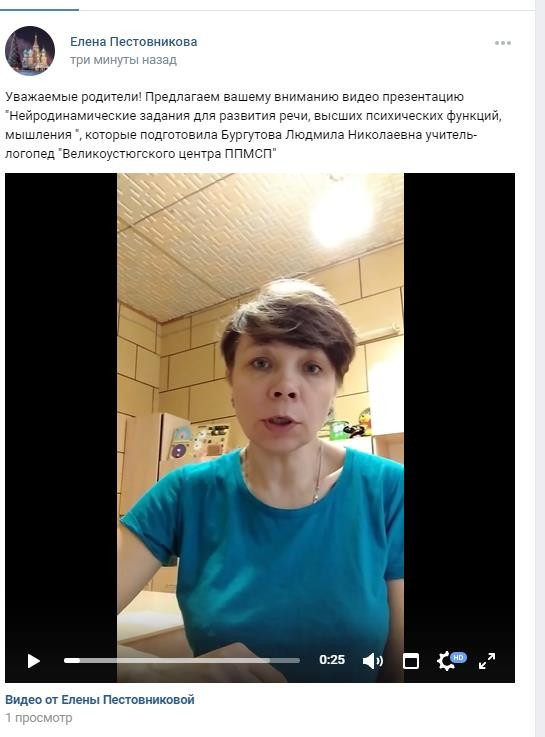 Елена Пестовникова
три минуты назад
Уважаемые родители! Предлагаем вашему вниманию видео презентацию
"Нейродинамические задания для развития речи, высших психических функций,
мышления ", которые подготовила Бургутова Людмила Николаевна учитель-
логопед "Великоустюгского центра ППМСП"
0:25
HD
Видео от Елены Пестовниковой
1 просмотр